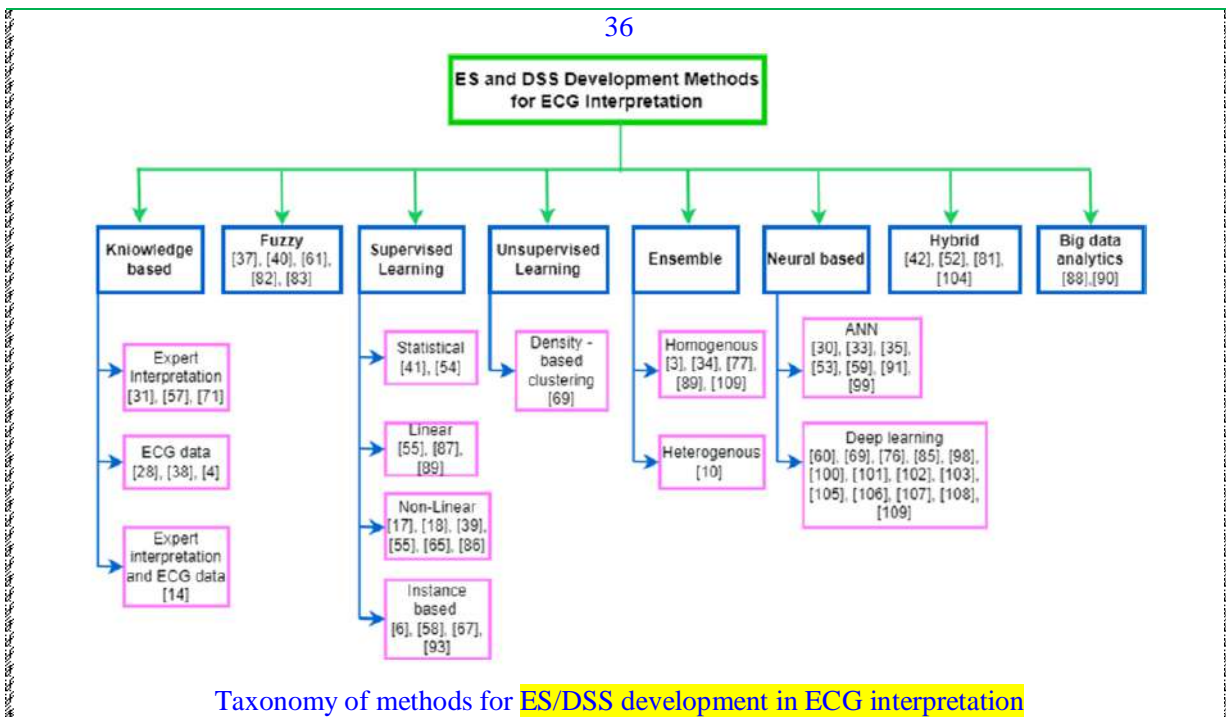 36
ES and DSS Development Methods
for ECG Interpretation
Kniowledge
based
Fuzzy
[37], [40], [61],
[82], [83]
Supervised
Learning
Unsupervised
Learning
Ensemble
Neural based
Hybrid
[42], [52], [81],
[104]
Big data
analytics
[88],[90]
Expert
Interpretation
[31], [57], [71]
ECG data
[28], [38], [4]
Expert
interpretation
and ECG data
[14]
Statistical
[41], [54]
Linear
[55], [87],
[89]
Non-Linear
[17], [18], [39],
[55], [65], [86]
Instance
based
[6], [58], [67],
[93]
Density -
based
clustering
[69]
Homogenous
[3], [34], [77],
[89], [109]
Heterogenous
[10]
ANN
[30], [33], [35],
[53], [59], [91],
[99]
Deep learning
[60], [69], [76], [85], [98],
[100], [101], [102], [103],
[105], [106], [107], [108],
[109]
Taxonomy of methods for ES/DSS development in ECG interpretation